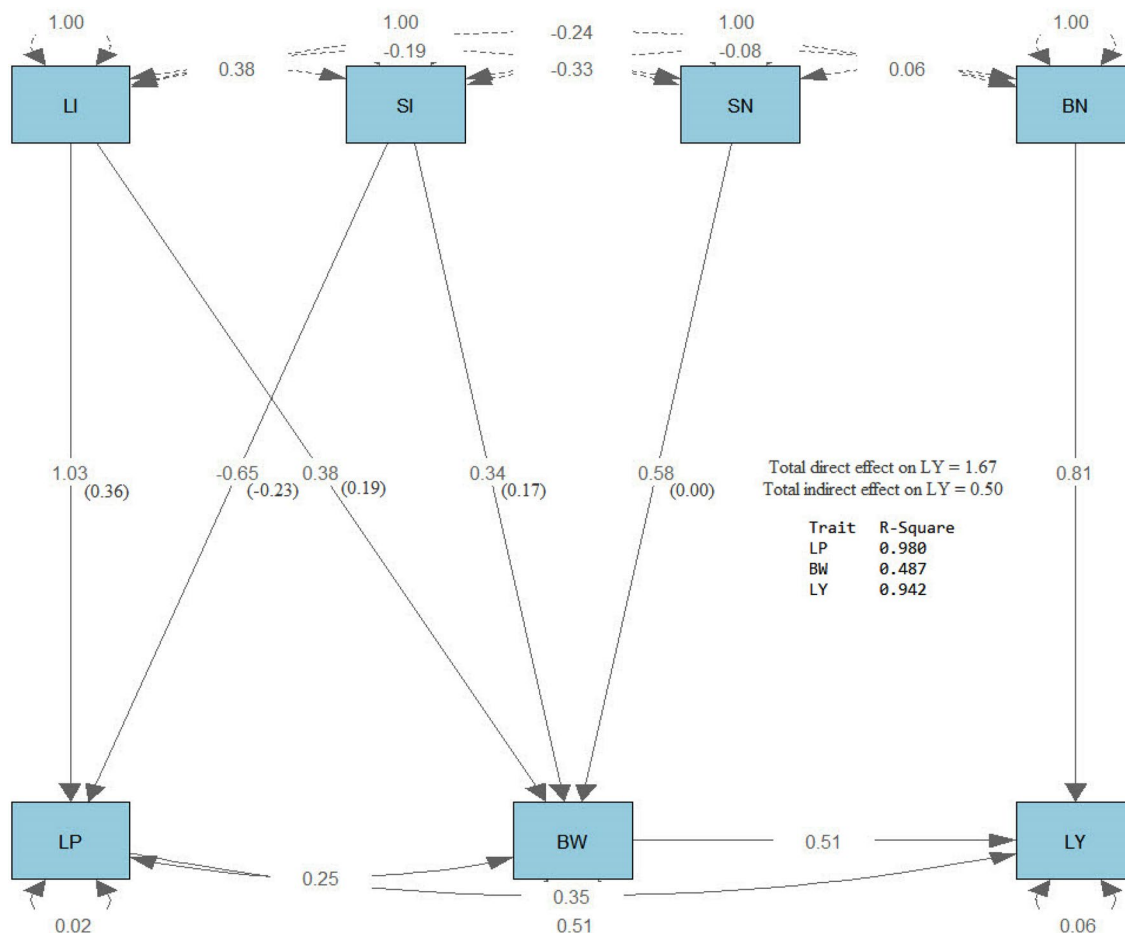 1.00 1.00 1.00 1.00
-0.24
-0.19 -0.08
0.38 -0.33 0.06
LI SI SN BN
Total direct effect on LY = 1.67
1.03 -0.65 0.38 0.34 0.58 0.81
(0.36) (-0.23) (0.19) (0.17) (0.00)
Total indirect effect on LY = 0.50
Trait R-Square
LP 0.980
BW 0.487
LY 0.942
LP BW LY
0.51
0.25
0.35
0.02 0.51 0.06